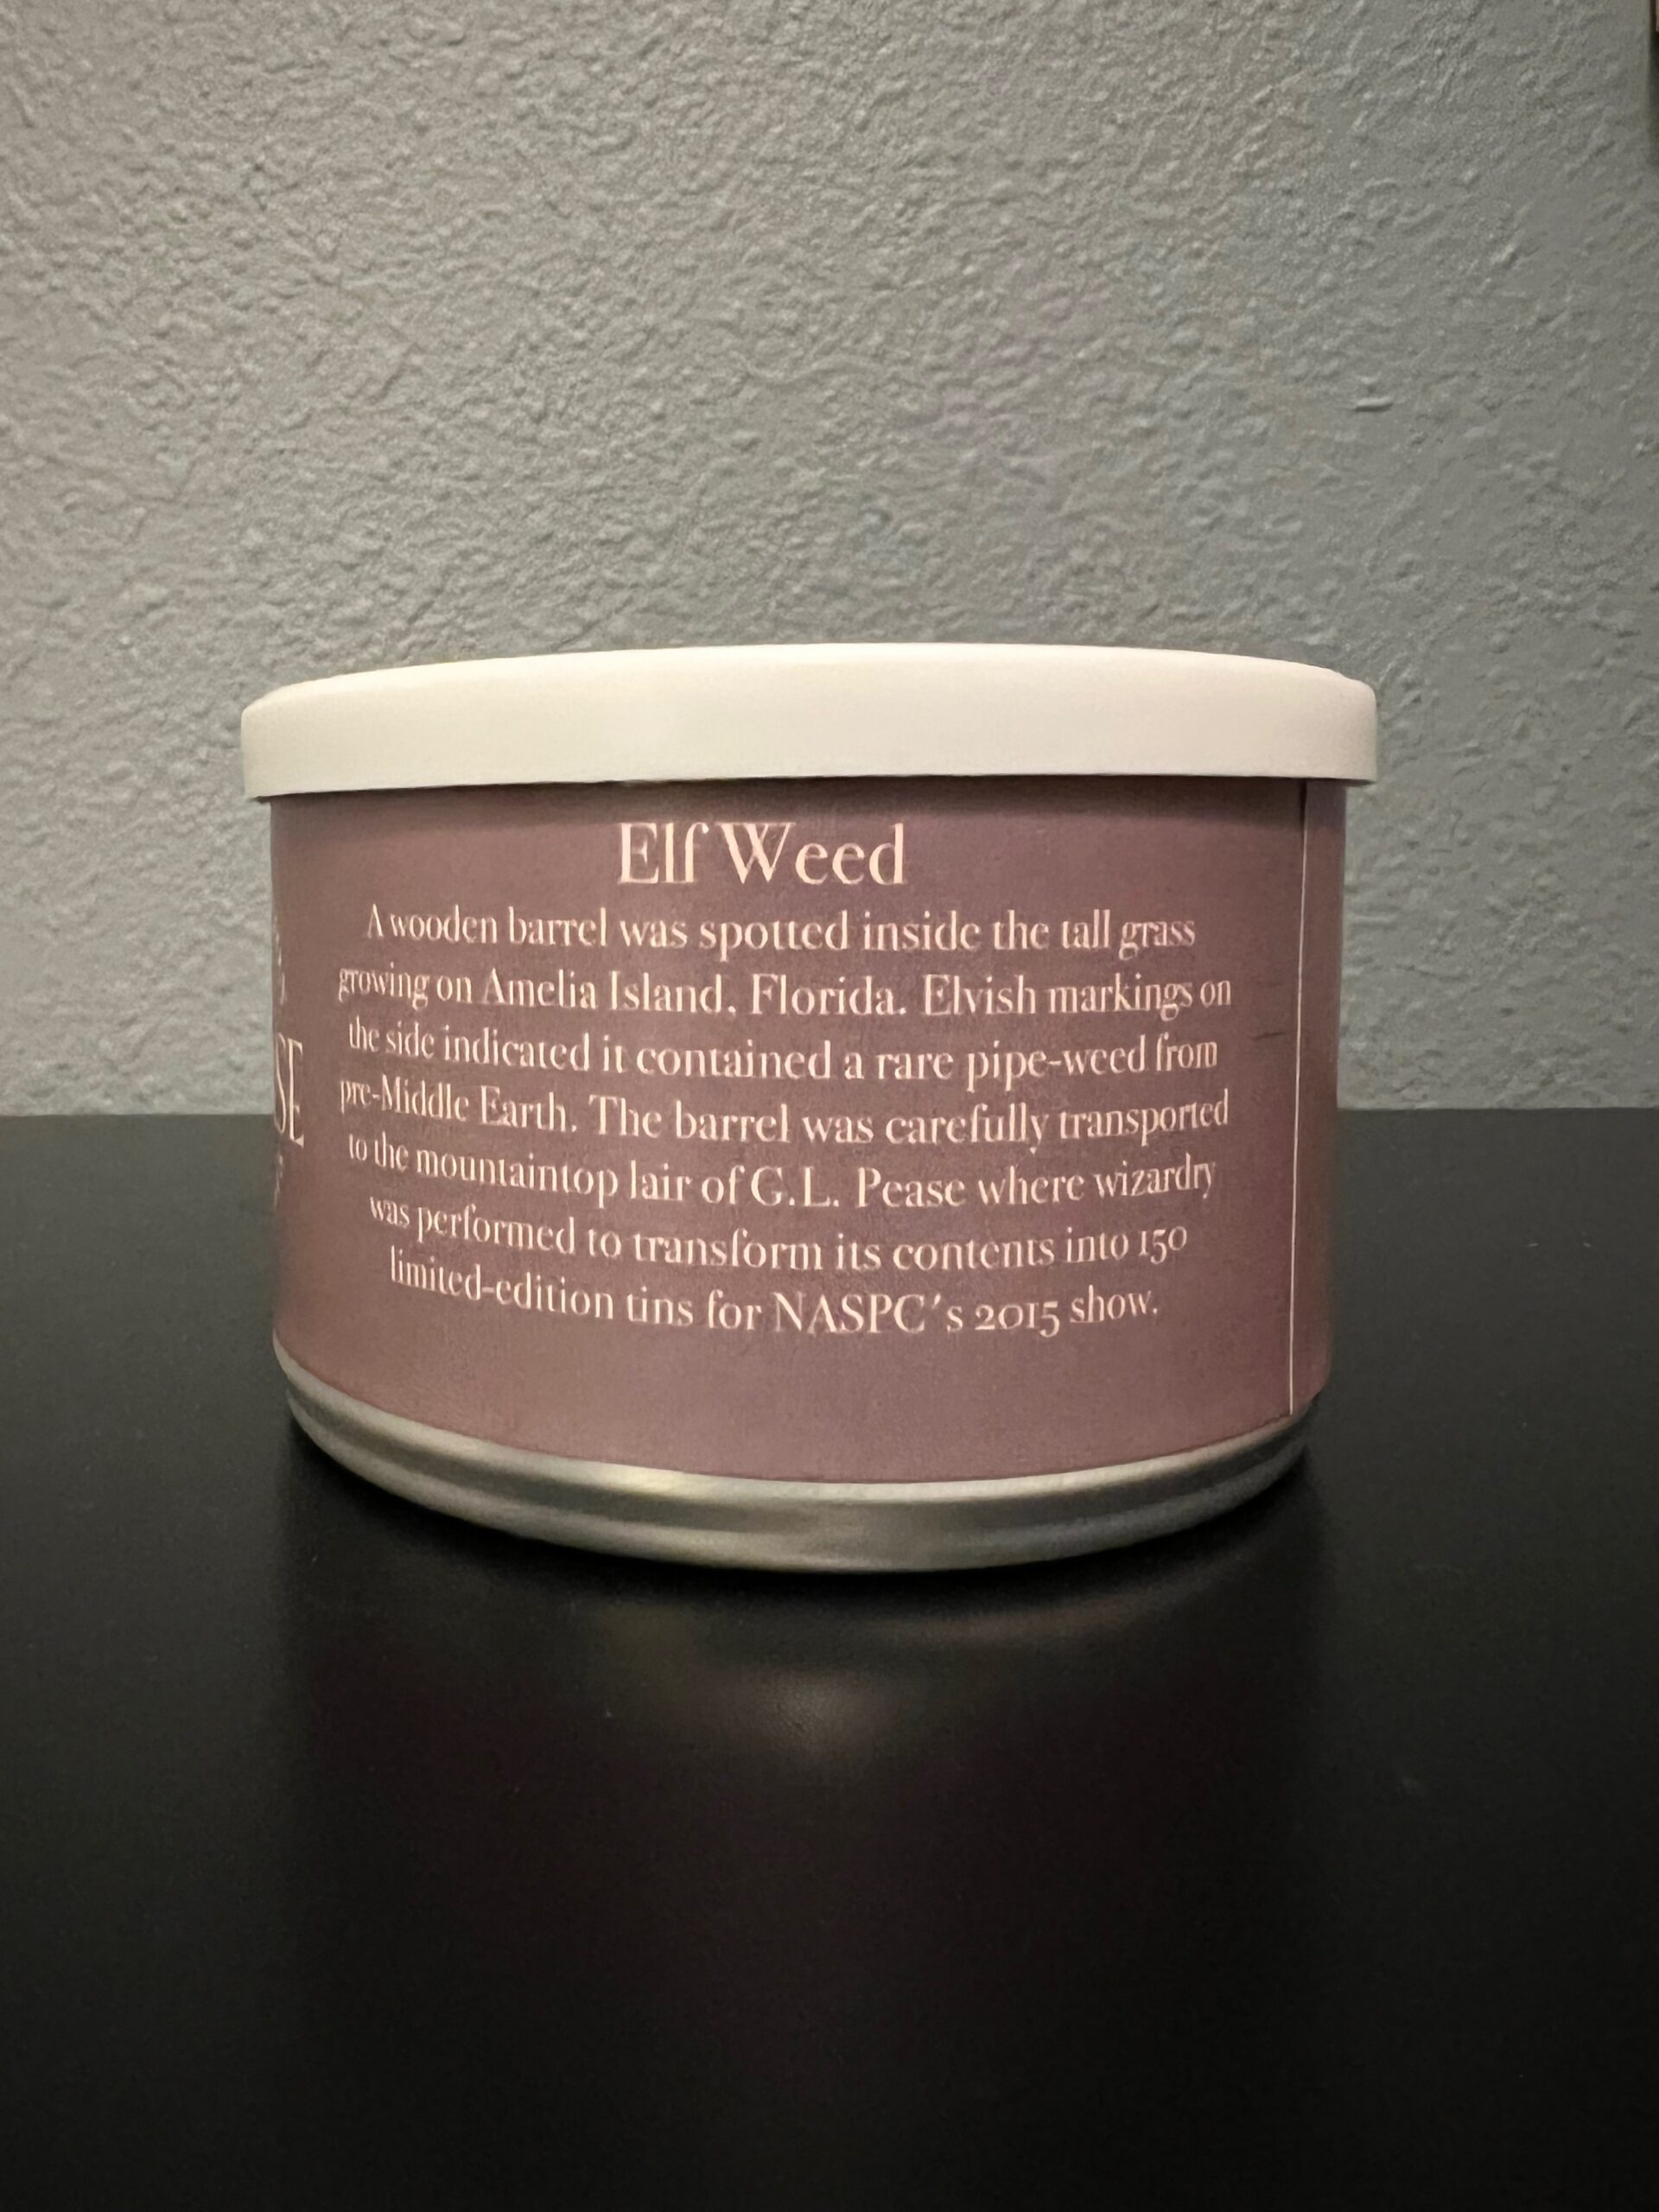 Elf Weed
A wooden barrel was spotted inside the tall grass
growing on Amelia Island, Florida. Elvish markings on
the side indicated it contained a rare pipe-weed from
pre-Middle Earth. The barrel was carefully transported
to the mountaintop lair of G.L. Pease where wizardry
was performed to transform its contents into 150
limited-edition tins for NASPC's 2015 show.
SE